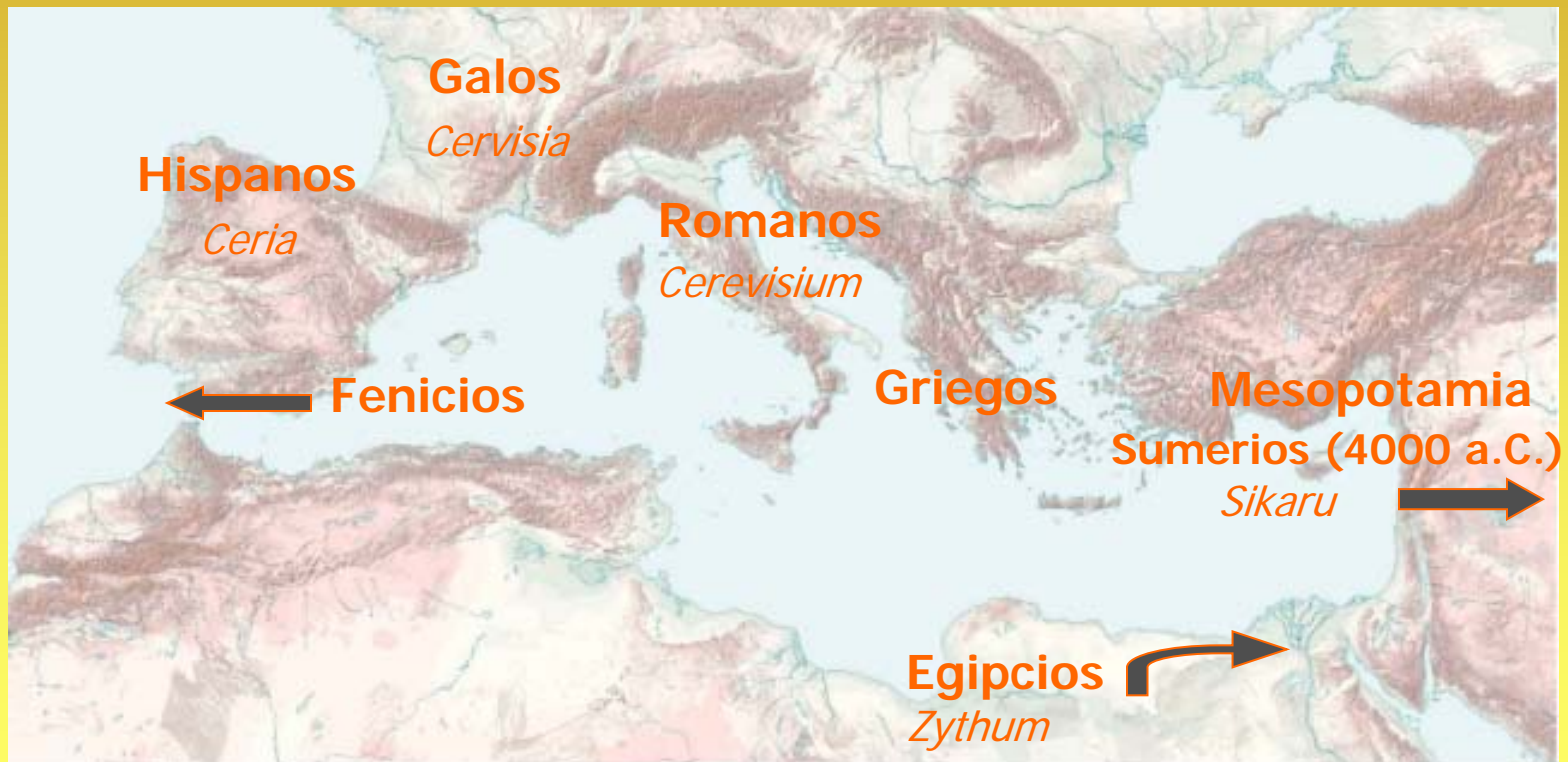 Galos
Cervisia
Hispanos
Ceria
Romanos
Cerevisium
Fenicios
Griegos
Mesopotamia
Sumerios (4000 a.C.)
Sikaru
Egipcios
Zythum